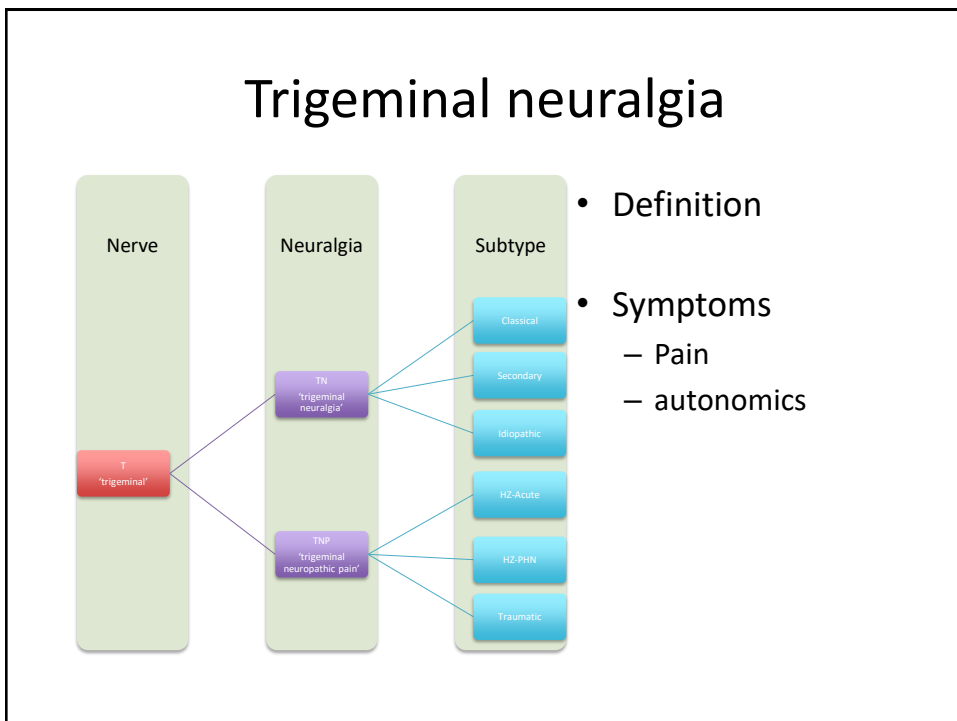 Trigeminal neuralgia
Nerve
Neuralgia
Subtype
T
‘trigeminal’
TN
‘trigeminal
neuralgia’
TNP
‘trigeminal
neuropathic pain’
Classical
Secondary
Idiopathic
HZ-Acute
HZ-PHN
Traumatic
• Definition
• Symptoms
– Pain
– autonomics